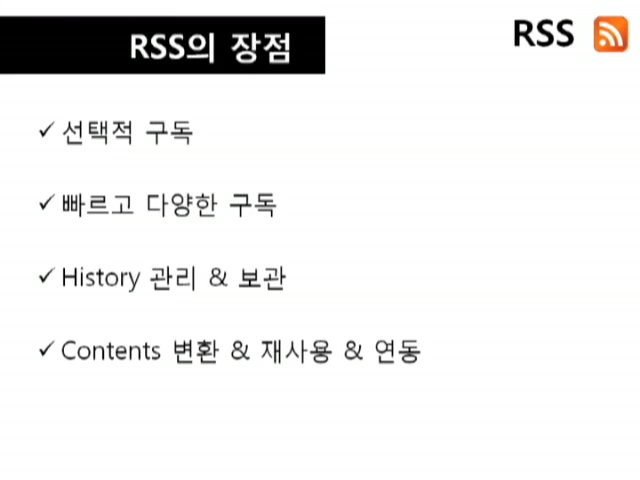 RSS의 장점
RSS
✓ 선택적 구독
✓ 빠르고 다양한 구독
✓ History 관리 & 보관
✓ Contents 변환 & 재사용 & 연동